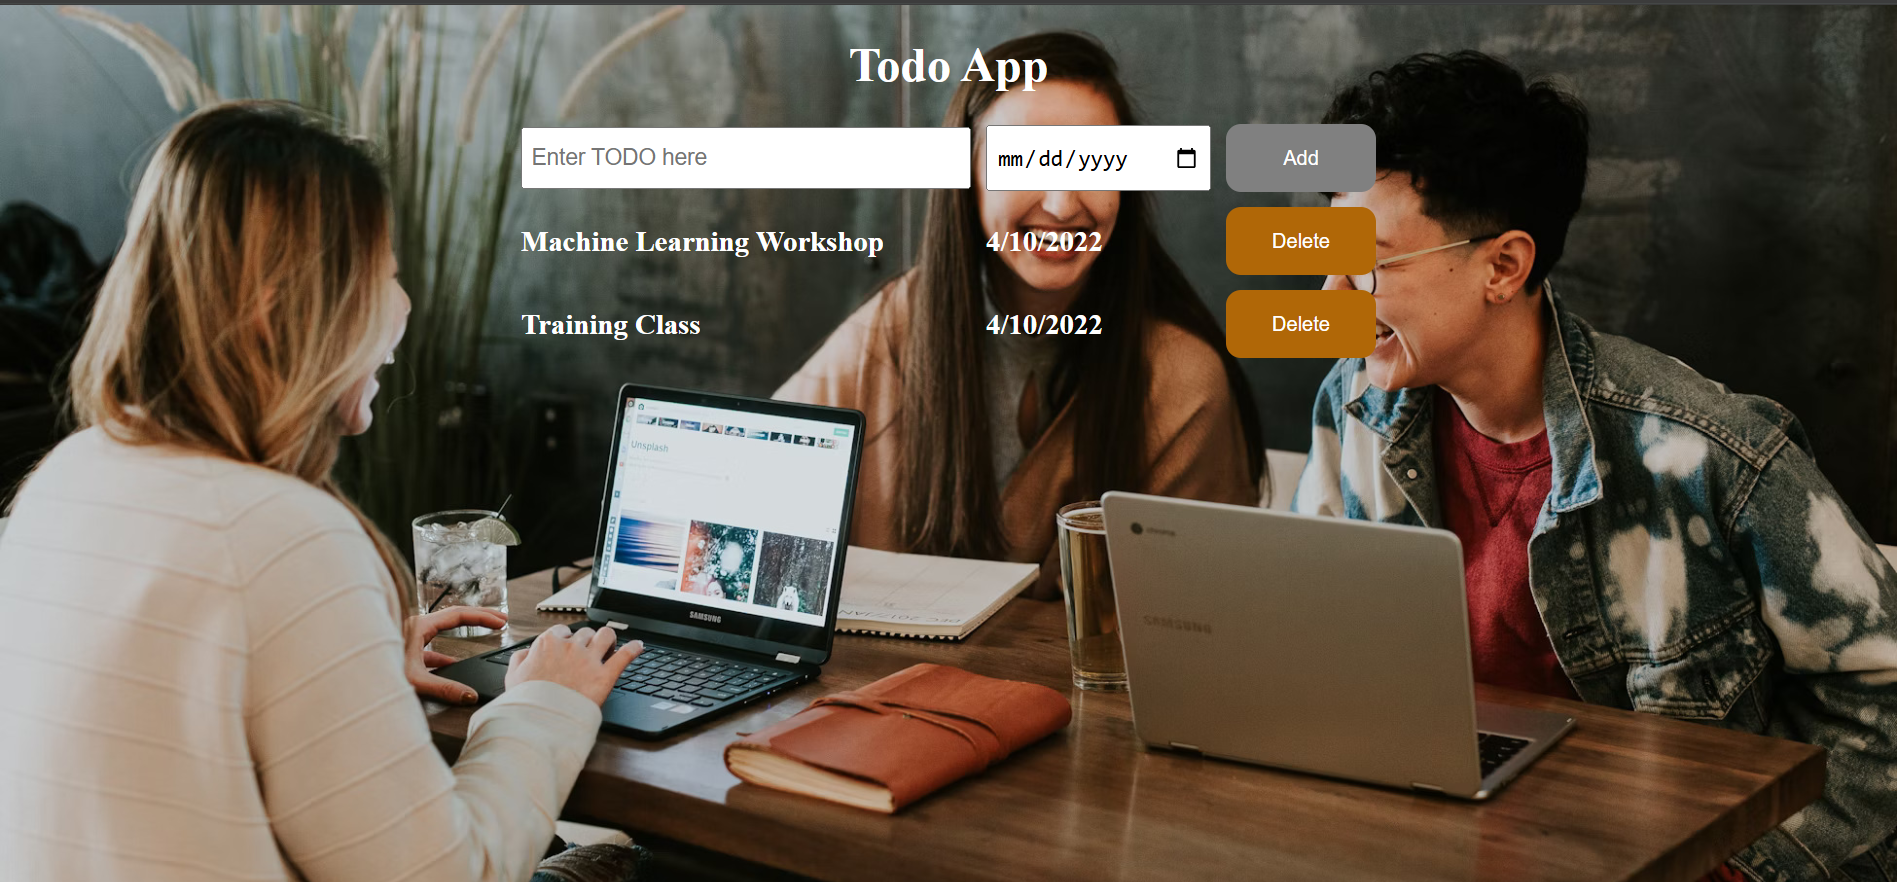 Todo App
Enter TODO here
mm/dd/yyyy
Add
Machine Learning Workshop
4/10/2022
Delete
Training Class
4/10/2022
Delete
Unsplash
SAMSUNG
chrome
SAMSUNG